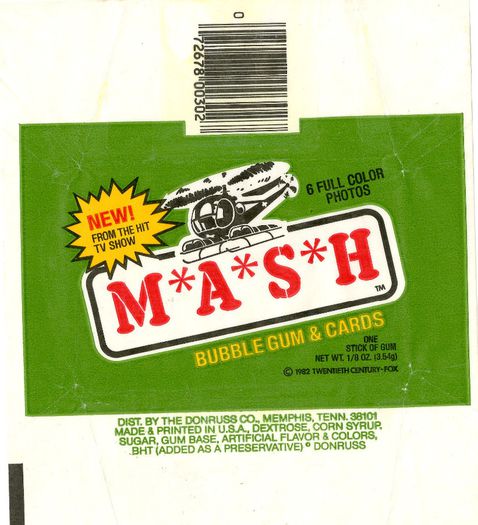 0
72678 00302
6 FULL COLOR
PHOTOS
NEW!
FROM THE HIT
TV SHOW
M*A*S*H
TM
BUBBLE GUM & CARDS
ONE
STICK OF GUM
NET WT. 1/8 OZ. (3.54g)
© 1982 TWENTIETH CENTURY-FOX
DIST. BY THE DONRUSS CO., MEMPHIS, TENN. 38101
MADE & PRINTED IN U.S.A., DEXTROSE, CORN SYRUP,
SUGAR, GUM BASE, ARTIFICIAL FLAVOR & COLORS,
BHT (ADDED AS A PRESERVATIVE) ® DONRUSS